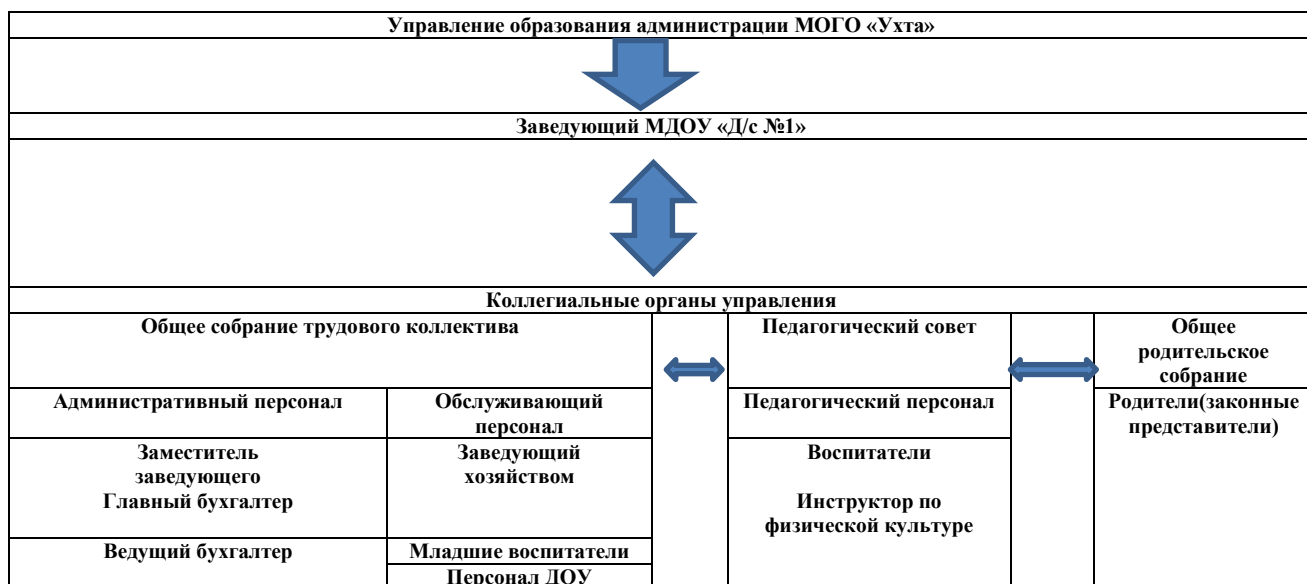 Управление образования администрации МОГО «Ухта»
Заведующий МДОУ «Д/с №1»
Коллегиальные органы управления
Общее собрание трудового коллектива
Педагогический совет
Общее
родительское
собрание
Административный персонал
Обслуживающий
персонал
Педагогический персонал
Родители(законные
представители)
Заместитель
заведующего
Главный бухгалтер
Заведующий
хозяйством
Воспитатели
Инструктор по
физической культуре
Ведущий бухгалтер
Младшие воспитатели
Персонал ДОУ